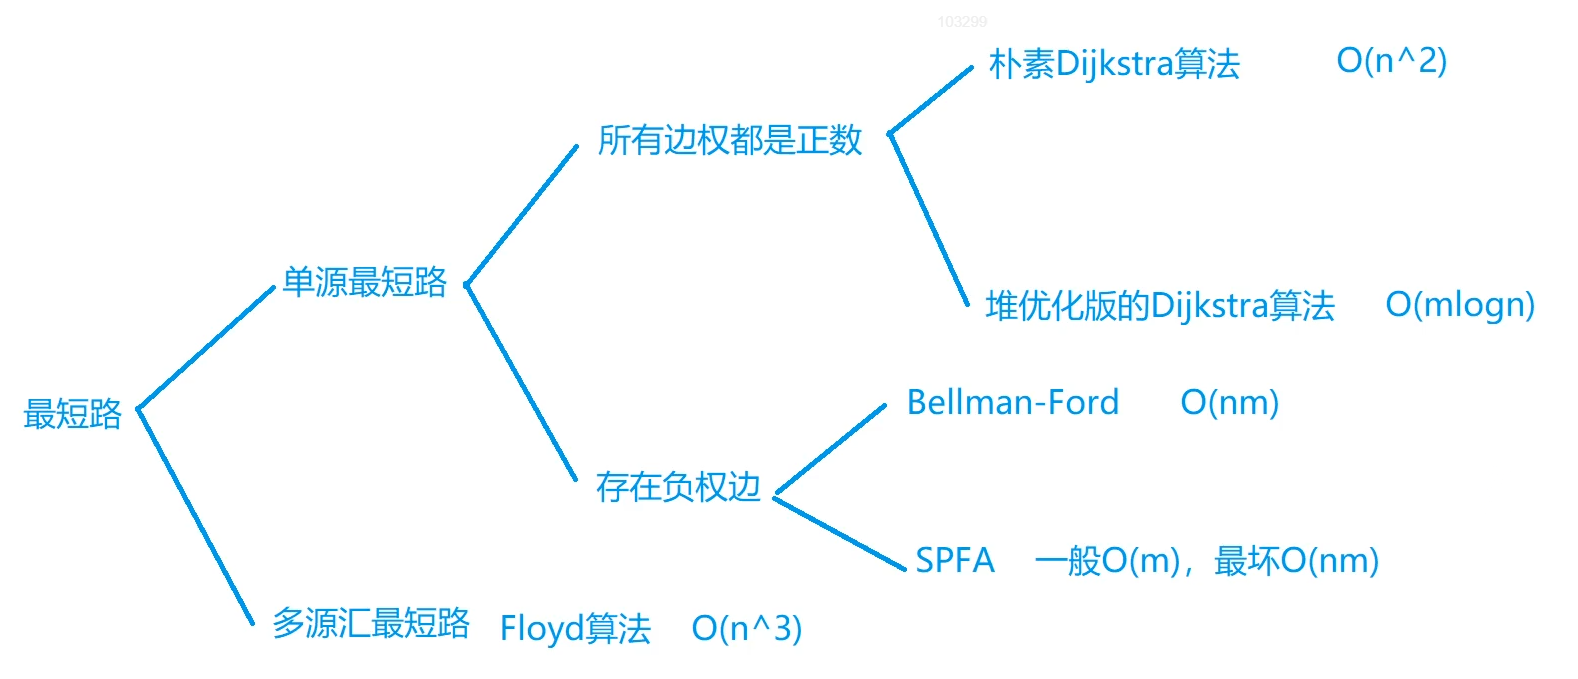 103299
朴素Dijkstra算法 O(n^2)
所有边权都是正数
单源最短路
堆优化版的Dijkstra算法 O(mlogn)
最短路
Bellman-Ford O(nm)
存在负权边
SPFA 一般O(m)，最坏O(nm)
多源汇最短路 Floyd算法 O(n^3)